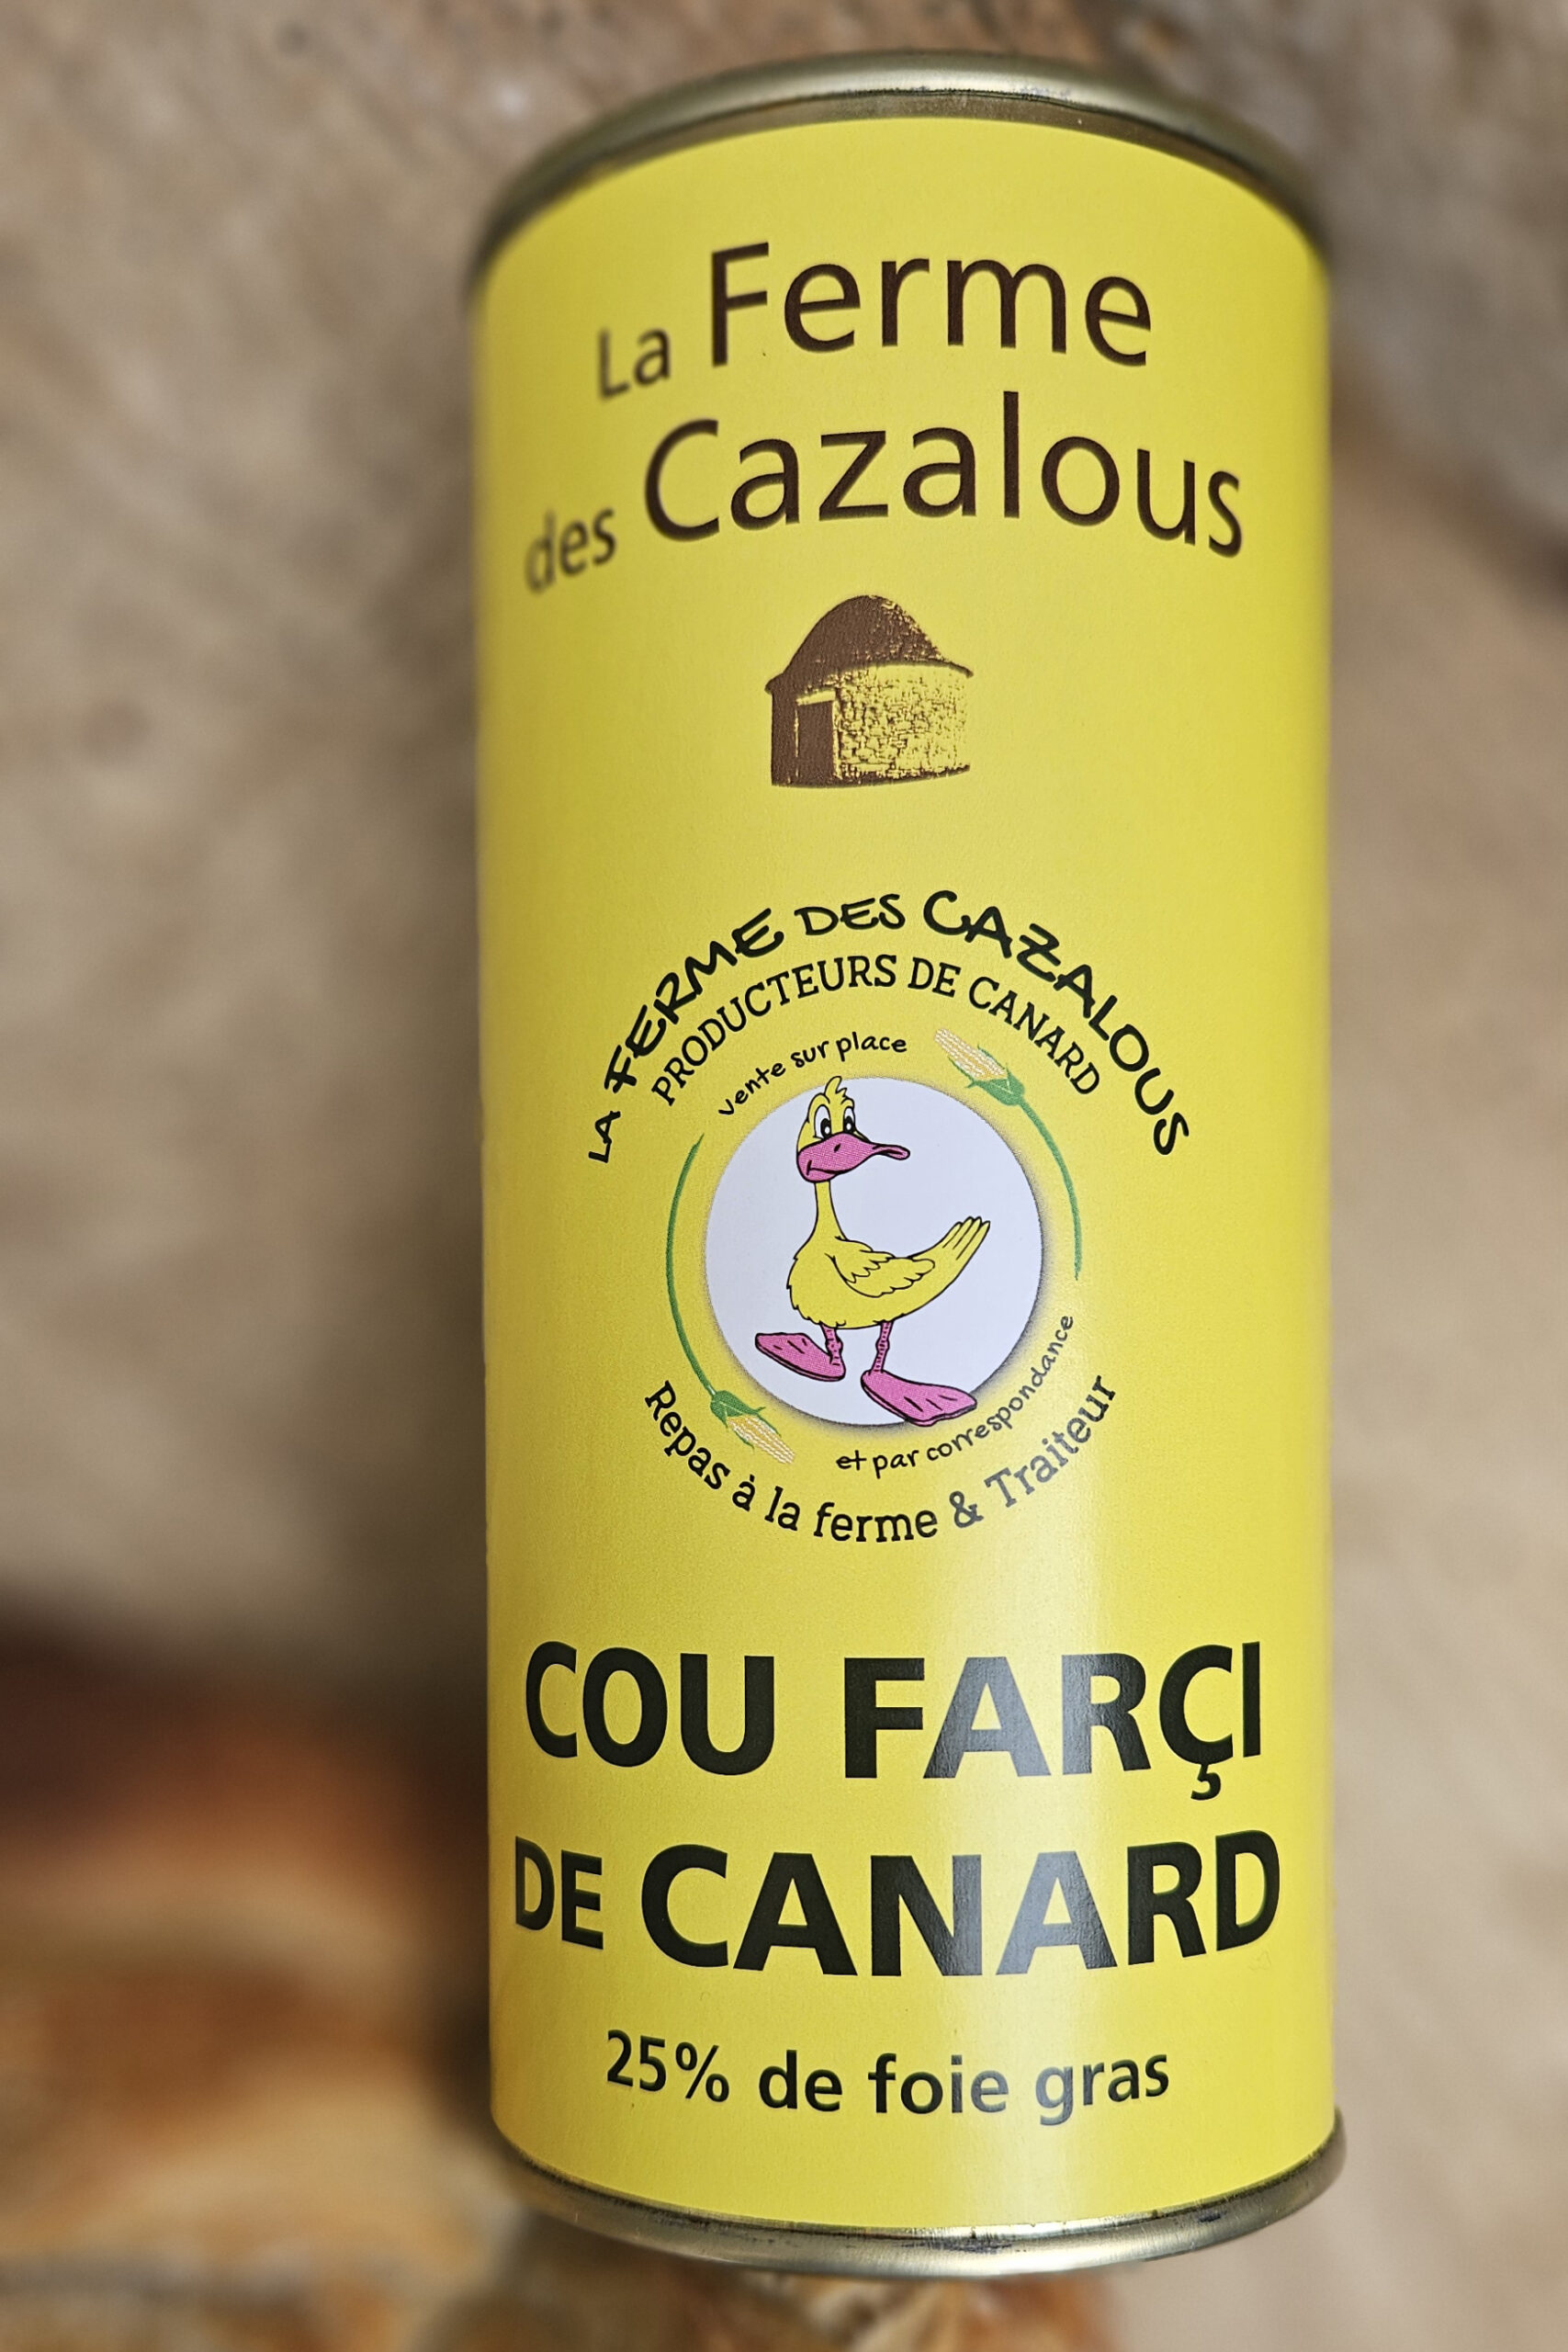 La Ferme
des Cazalous
LA FERME DES CAZALOUS
PRODUCTEURS DE CANARD
vente sur place
et par correspondance
Repas à la ferme & Traiteur
COU FARÇI
DE CANARD
25% de foie gras